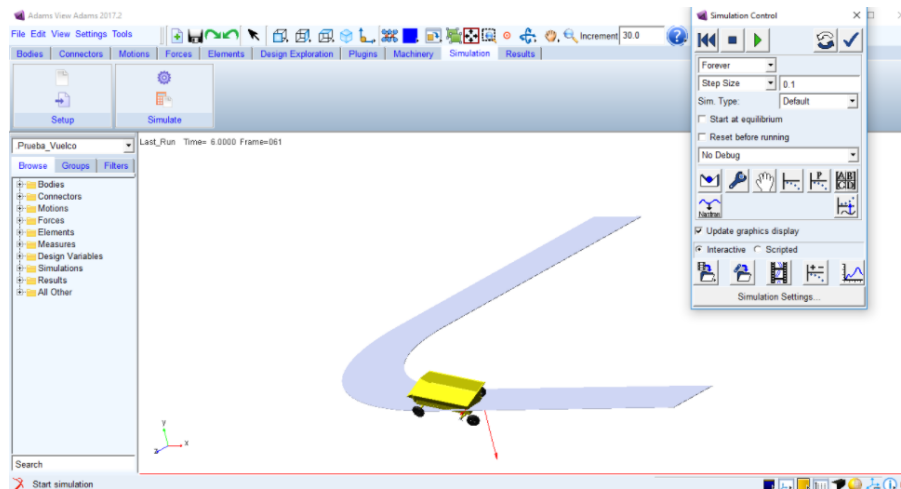 Adams View Adams 2017.2
File Edit View Settings Tools
Increment 30.0
Bodies Connectors Motions Forces Elements Design Exploration Plugins Machinery Simulation Results
Setup
Simulate
.Prueba_Vuelco
Browse Groups Filters
Bodies
Connectors
Motions
Forces
Elements
Measures
Design Variables
Simulations
Results
All Other
Search
Start simulation
Last_Run Time= 6.0000 Frame=061
y
x
z
Simulation Control
Forever
Step Size 0.1
Sim. Type: Default
Start at equilibrium
Reset before running
No Debug
P
A B
C D
Nastran
Update graphics display
Interactive Scripted
Simulation Settings...